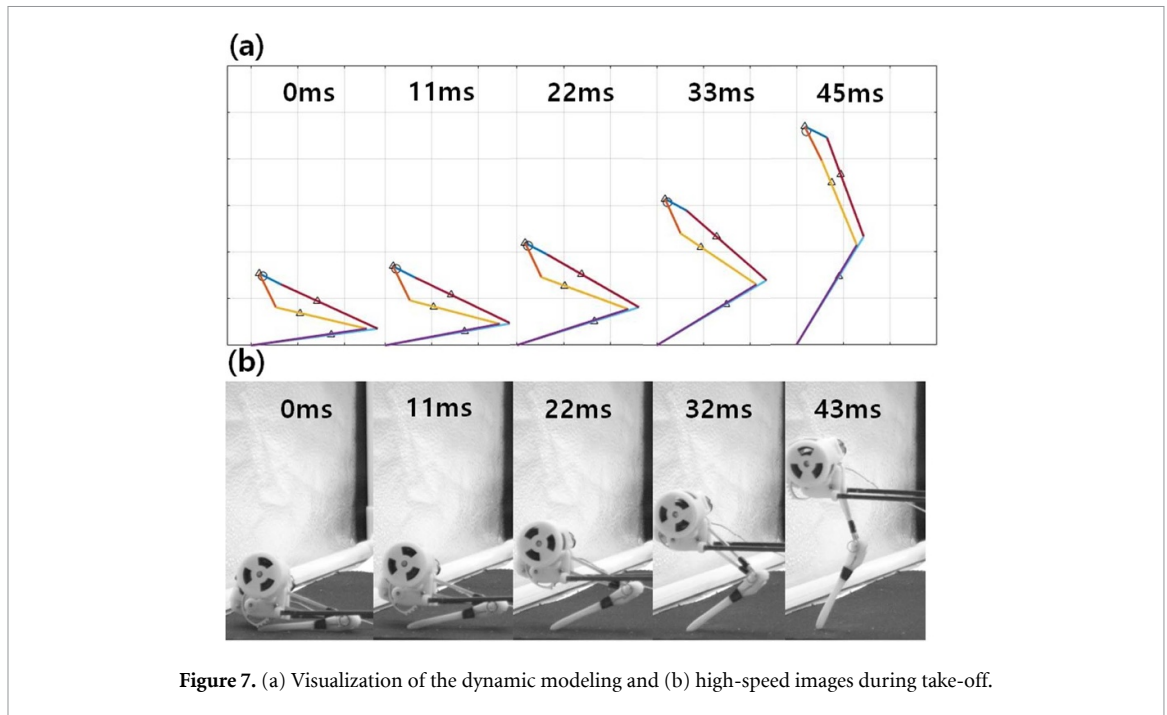 (a)
0ms 11ms 22ms 33ms 45ms
(b)
0ms 11ms 22ms 32ms 43ms
Figure 7. (a) Visualization of the dynamic modeling and (b) high-speed images during take-off.